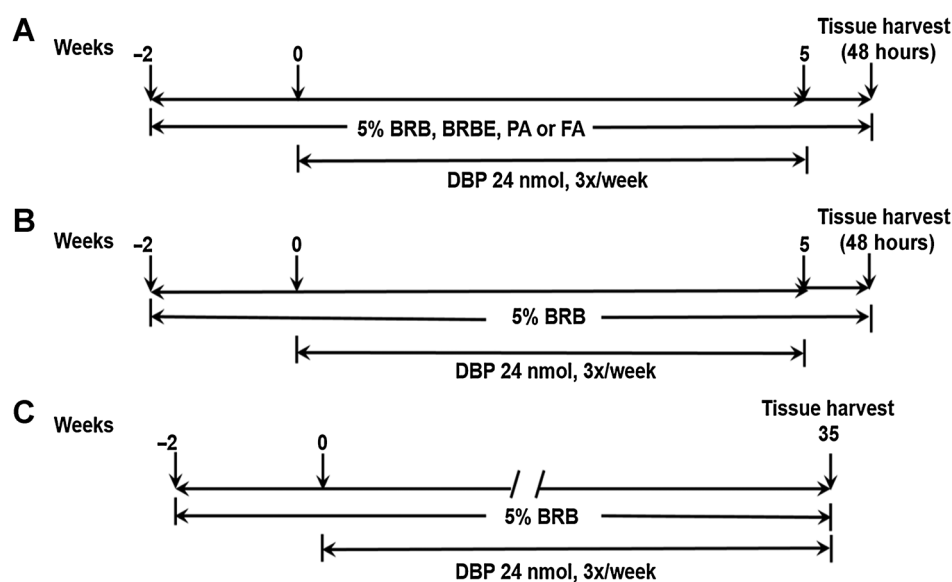 A
Weeks
–2
0
5
Tissue harvest
(48 hours)
5% BRB, BRBE, PA or FA
DBP 24 nmol, 3x/week
B
Weeks
–2
0
5
Tissue harvest
(48 hours)
5% BRB
DBP 24 nmol, 3x/week
C
Weeks
–2
0
Tissue harvest
35
5% BRB
DBP 24 nmol, 3x/week